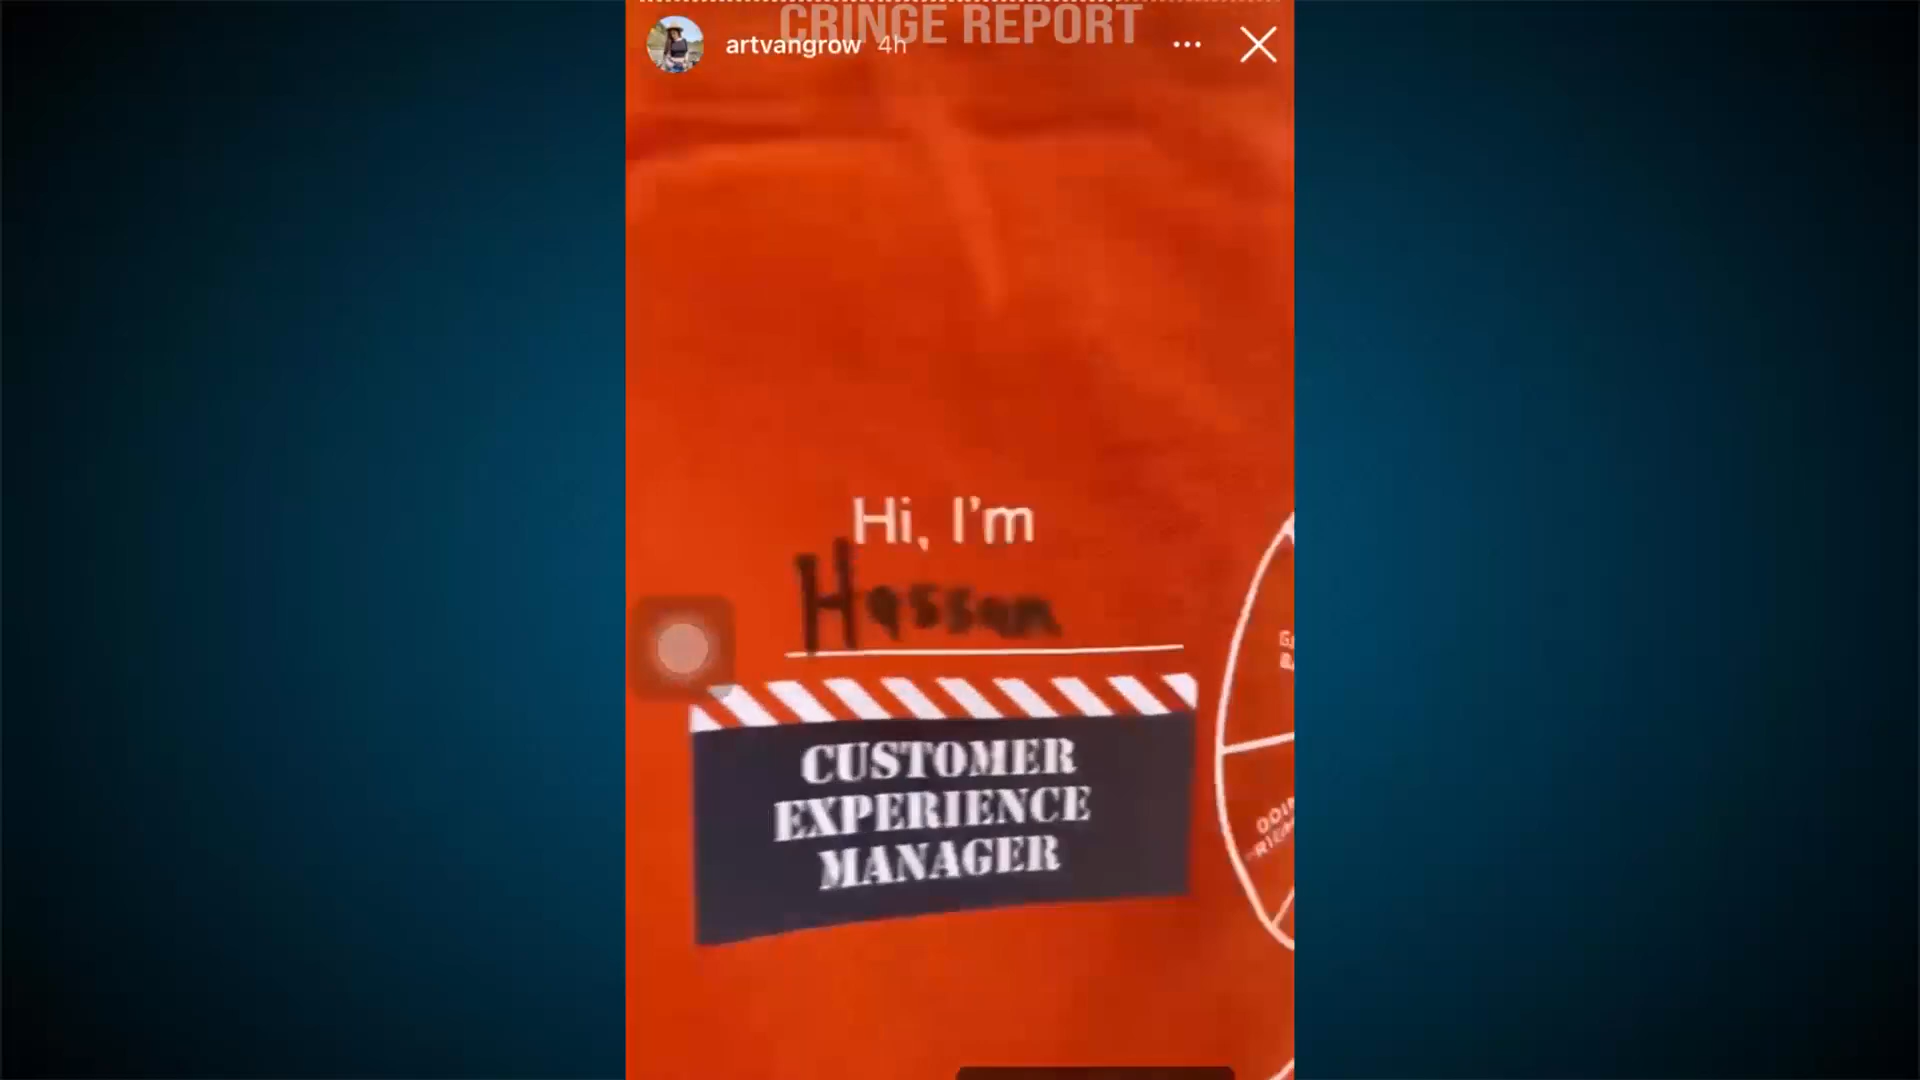 CRINGE REPORT
artvangrow 4h
Hi, I'm
Hassan
CUSTOMER
EXPERIENCE
MANAGER